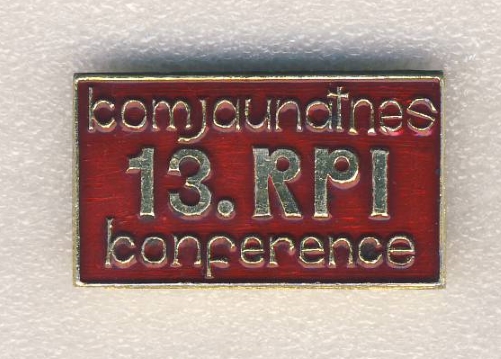 komjaunatnes
13. RPI
konference